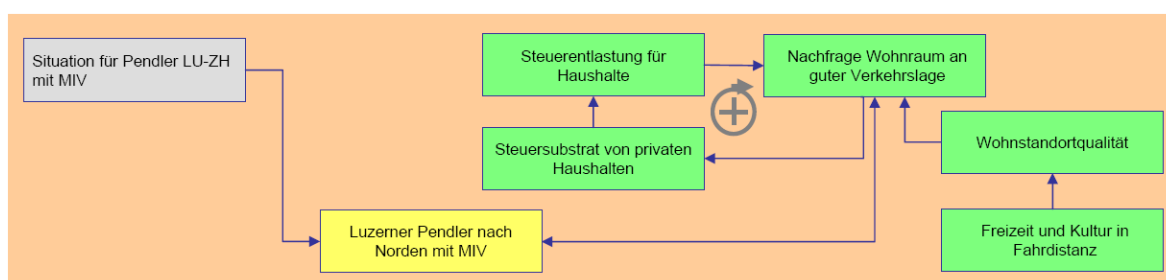 Situation für Pendler LU-ZH
mit MIV
Steuerentlastung für
Haushalte
Nachfrage Wohnraum an
guter Verkehrslage
Steuersubstrat von privaten
Haushalten
Wohnstandortqualität
Luzerner Pendler nach
Norden mit MIV
Freizeit und Kultur in
Fahrdistanz